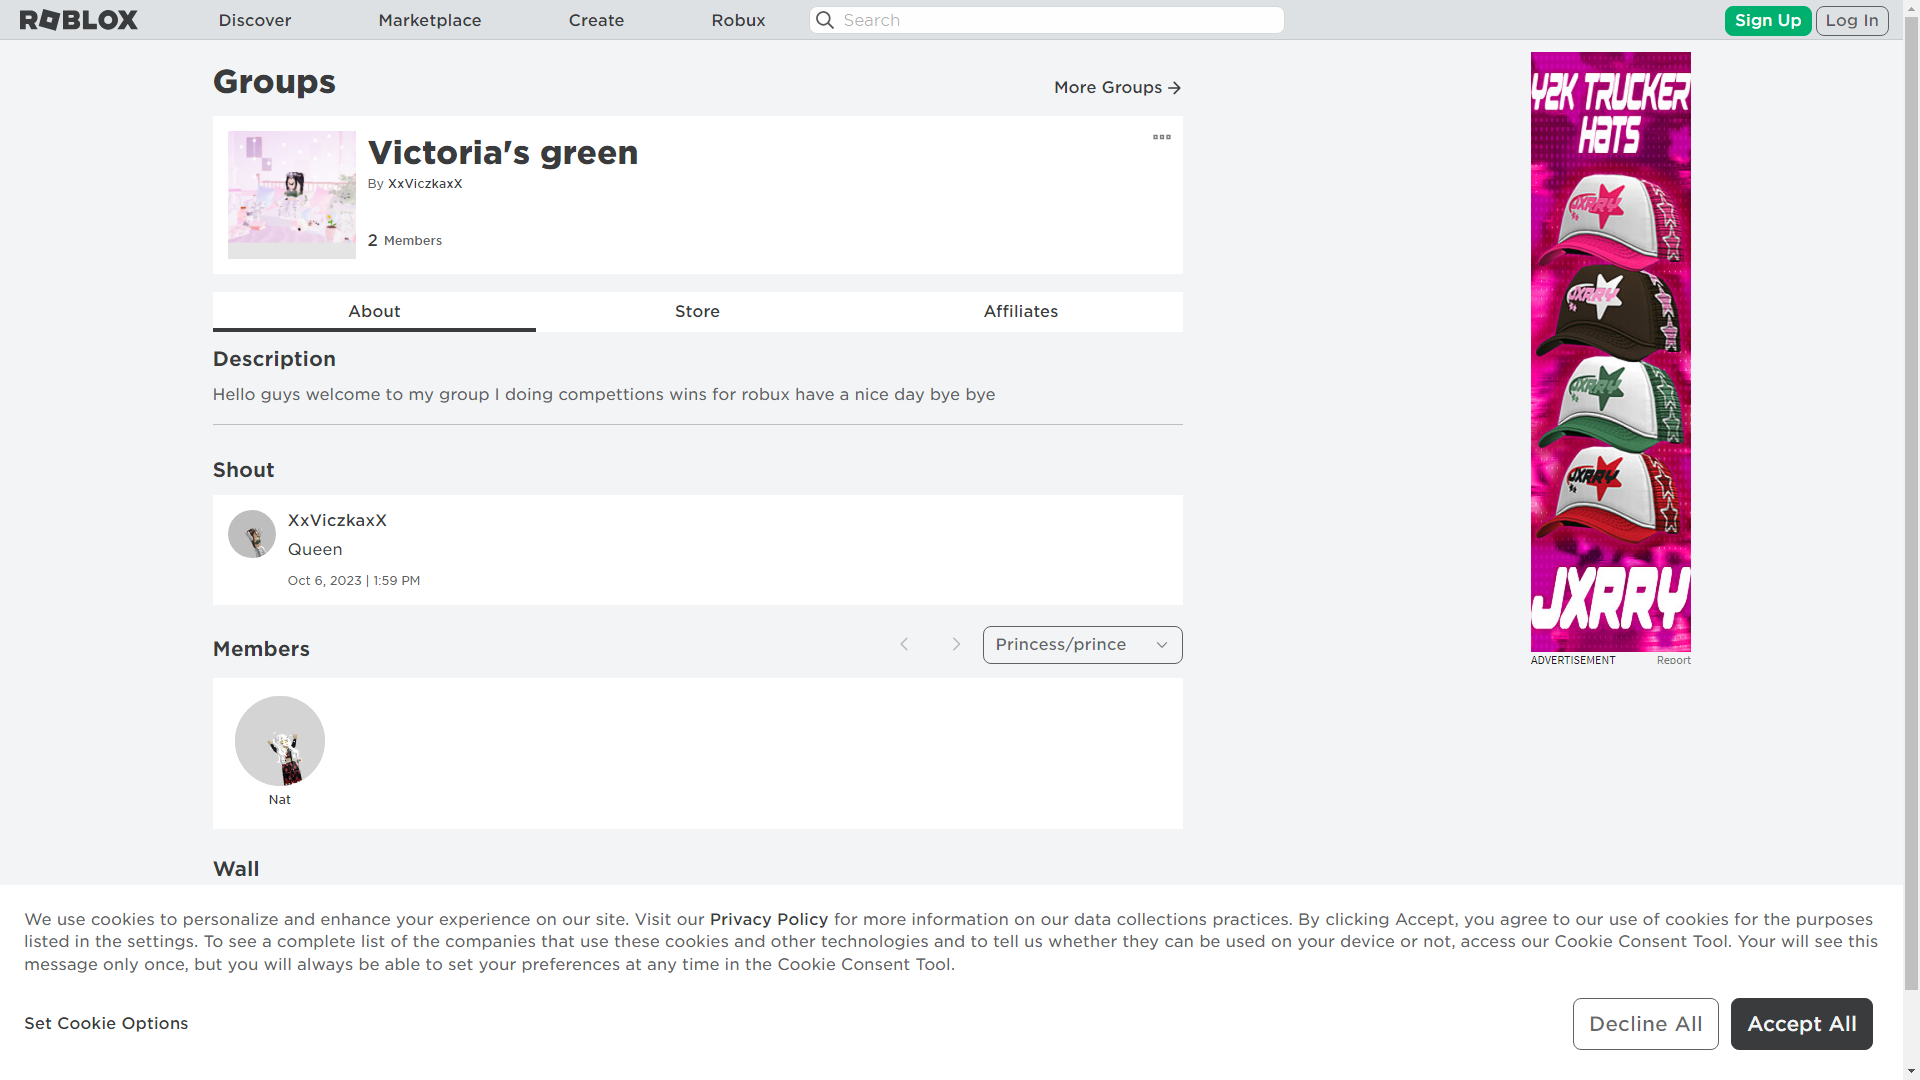 ROBLOX
Discover
Marketplace
Create
Robux
Search
Sign Up
Log In
Groups
More Groups
Victoria's green
By XxViczkaxX
2 Members
About
Store
Affiliates
Description
Hello guys welcome to my group I doing compettions wins for robux have a nice day bye bye
Shout
XxViczkaxX
Queen
Oct 6, 2023 | 1:59 PM
Members
Princess/prince
Nat
Wall
Y2K TRUCKER
HATS
JXRRY
JXRRY
JXRRY
JXRRY
JXRRY
ADVERTISEMENT
Report
We use cookies to personalize and enhance your experience on our site. Visit our Privacy Policy for more information on our data collections practices. By clicking Accept, you agree to our use of cookies for the purposes
listed in the settings. To see a complete list of the companies that use these cookies and other technologies and to tell us whether they can be used on your device or not, access our Cookie Consent Tool. Your will see this
message only once, but you will always be able to set your preferences at any time in the Cookie Consent Tool.
Set Cookie Options
Decline All
Accept All